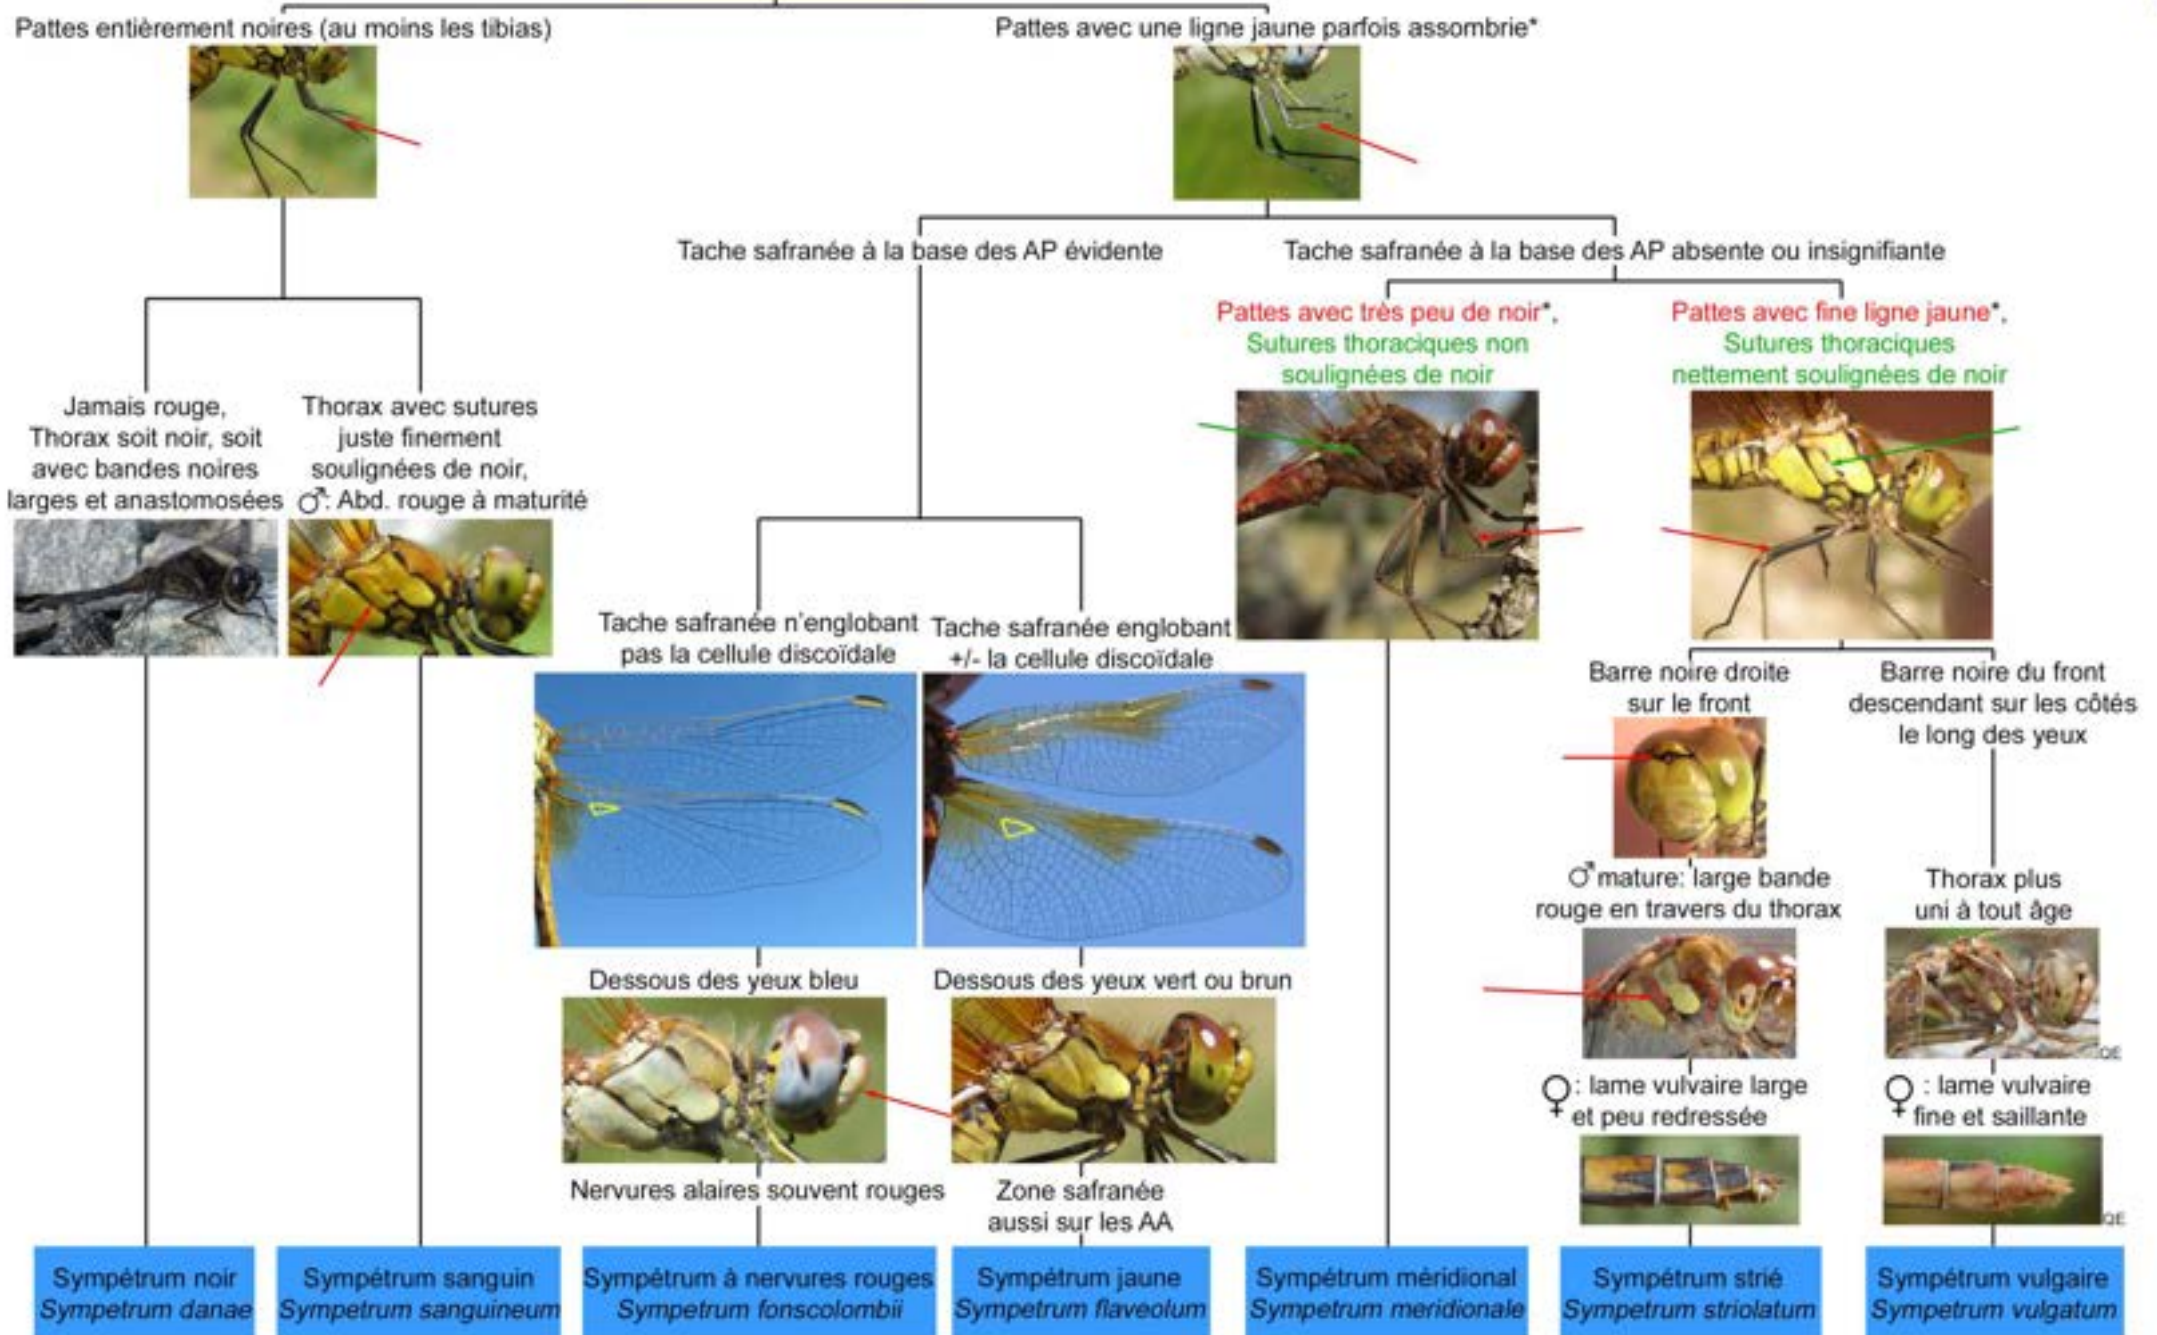 Pattes entièrement noires (au moins les tibias)
Pattes avec une ligne jaune parfois assombrie*
Tache safranée à la base des AP évidente
Tache safranée à la base des AP absente ou insignifiante
Pattes avec très peu de noir*,
Sutures thoraciques non
soulignées de noir
Pattes avec fine ligne jaune*,
Sutures thoraciques
nettement soulignées de noir
Jamais rouge,
Thorax soit noir, soit
avec bandes noires
larges et anastomosées
Thorax avec sutures
juste finement
soulignées de noir,
♂: Abd. rouge à maturité
Tache safranée n'englobant
pas la cellule discoïdale
Tache safranée englobant
+/- la cellule discoïdale
Barre noire droite
sur le front
Barre noire du front
descendant sur les côtés
le long des yeux
♂ mature: large bande
rouge en travers du thorax
Thorax plus
uni à tout âge
Dessous des yeux bleu
Dessous des yeux vert ou brun
QE
♀ : lame vulvaire large
et peu redressée
♀ : lame vulvaire
fine et saillante
Nervures alaires souvent rouges
Zone safranée
aussi sur les AA
QE
Sympétrum noir
Sympetrum danae
Sympétrum sanguin
Sympetrum sanguineum
Sympétrum à nervures rouges
Sympetrum fonscolombii
Sympétrum jaune
Sympetrum flaveolum
Sympétrum méridional
Sympetrum meridionale
Sympétrum strié
Sympetrum striolatum
Sympétrum vulgaire
Sympetrum vulgatum